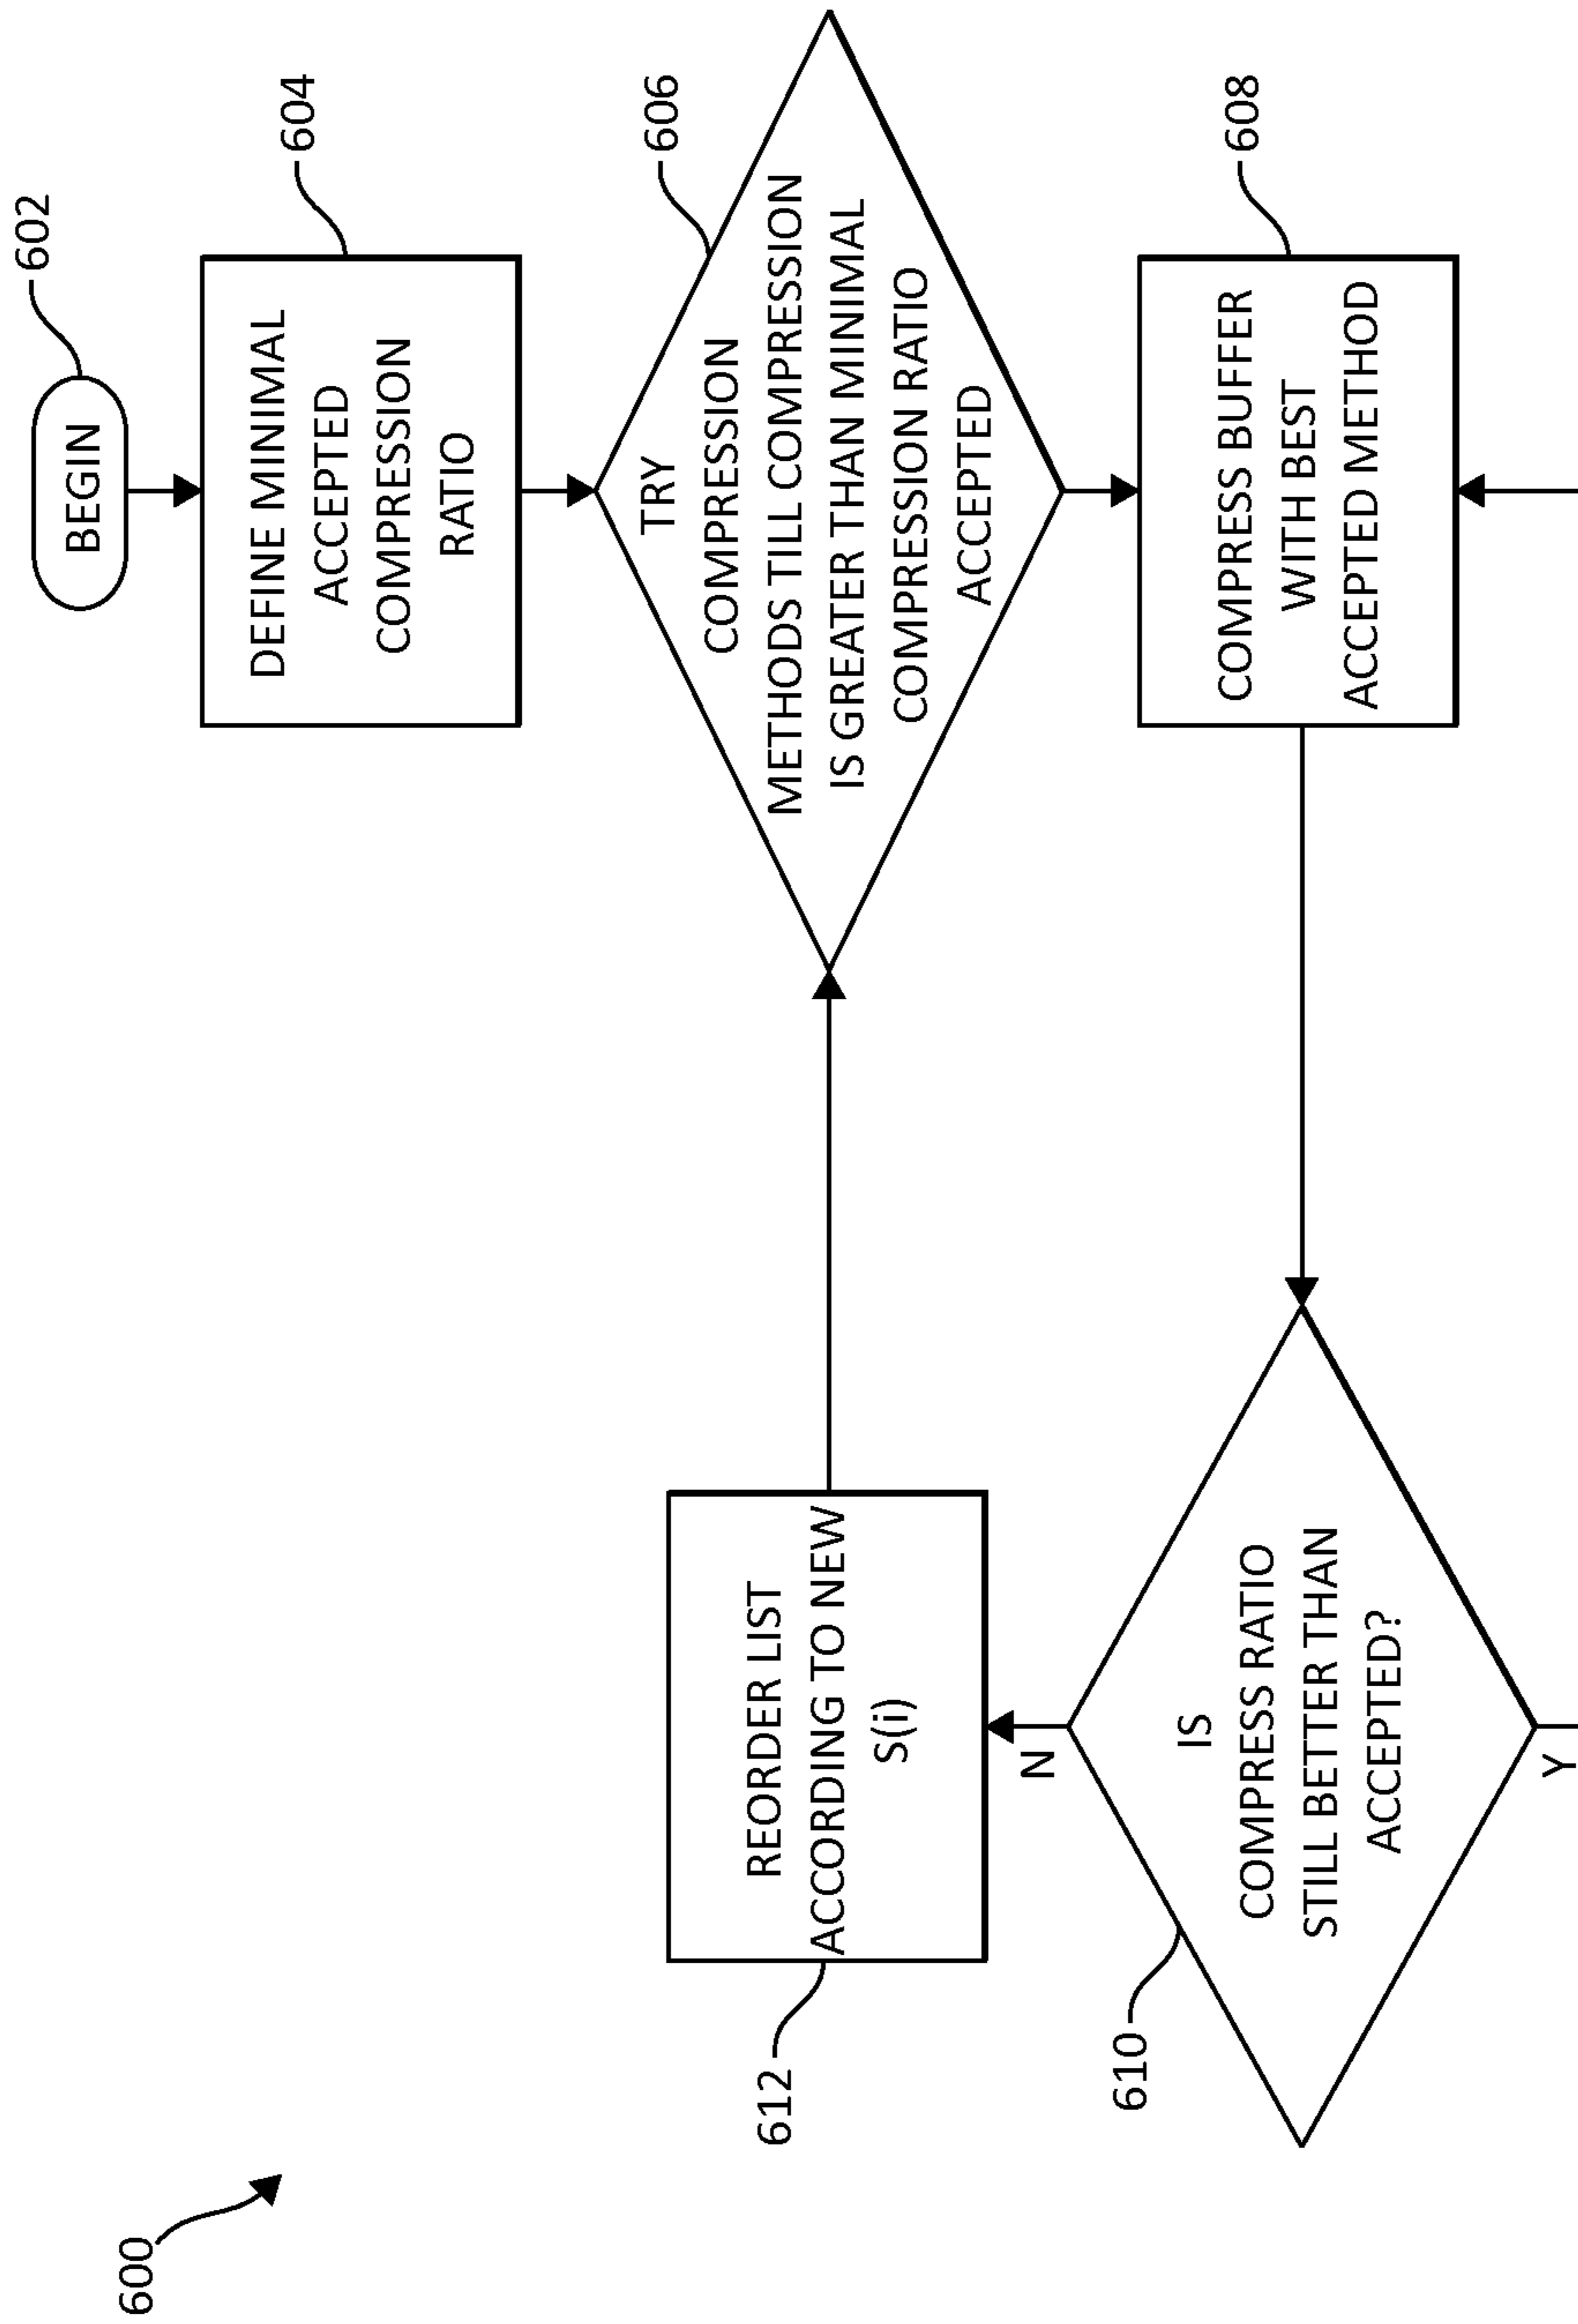 600
602
BEGIN
604
DEFINE MINIMAL
ACCEPTED
COMPRESSION
RATIO
606
TRY
COMPRESSION
METHODS TILL COMPRESSION
IS GREATER THAN MINIMAL
COMPRESSION RATIO
ACCEPTED
608
COMPRESS BUFFER
WITH BEST
ACCEPTED METHOD
610
IS
COMPRESS RATIO
STILL BETTER THAN
ACCEPTED?
N
Y
612
REORDER LIST
ACCORDING TO NEW
S(i)